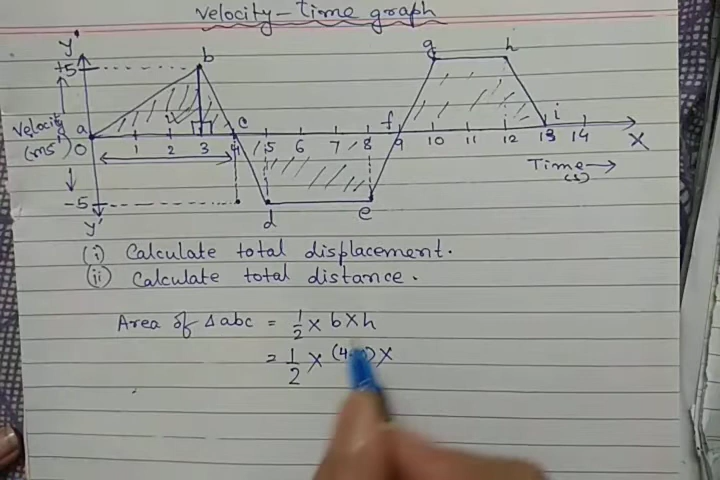 Velocity - Time graph
y
+5
b
g
h
Velocity
(ms⁻¹)
a
c
f
i
0 1 2 3 4 5 6 7 8 9 10 11 12 13 14
X
Time →
(s)
-5
y'
d
e
(i) Calculate total displacement.
(ii) Calculate total distance.
Area of Δabc = 1/2 × b × h
= 1/2 × (4 ) ×